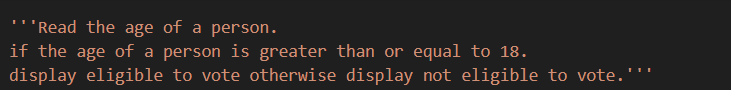 '''Read the age of a person.
if the age of a person is greater than or equal to 18.
display eligible to vote otherwise display not eligible to vote.'''